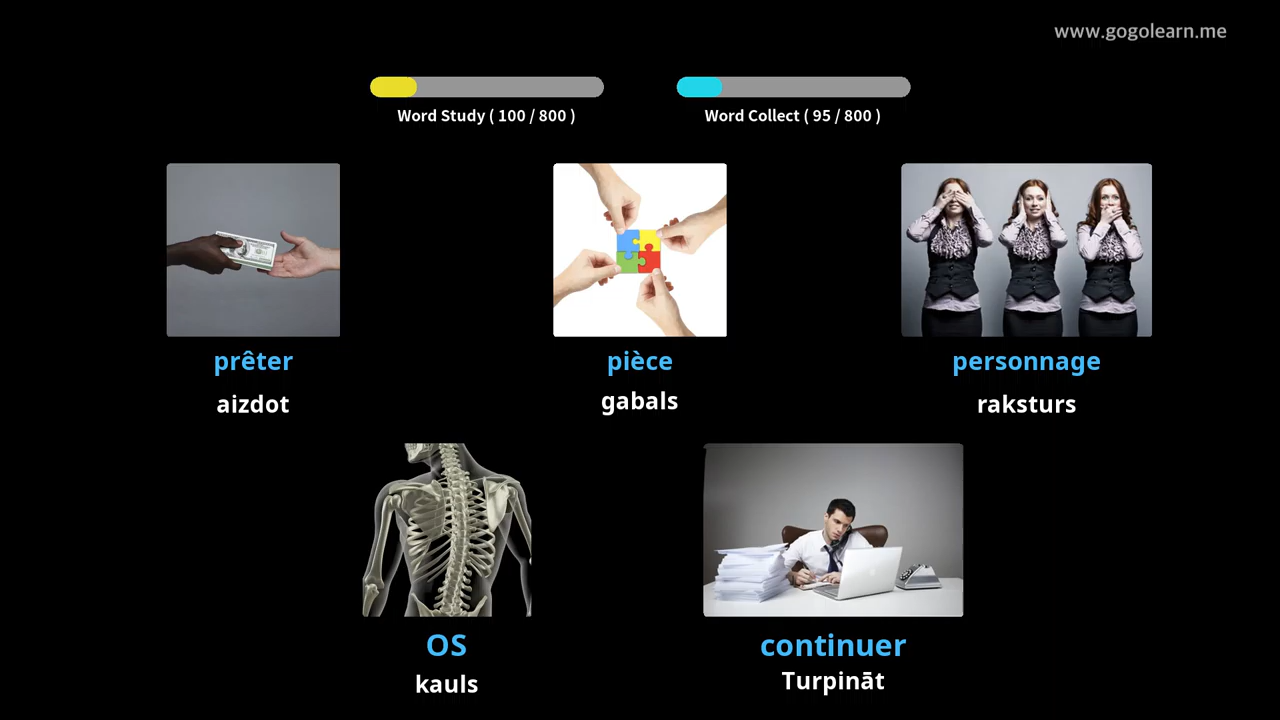 www.gogolearn.me
Word Study ( 100 / 800 )
Word Collect ( 95 / 800 )
prêter
aizdot
pièce
gabals
personnage
raksturs
OS
kauls
continuer
Turpināt